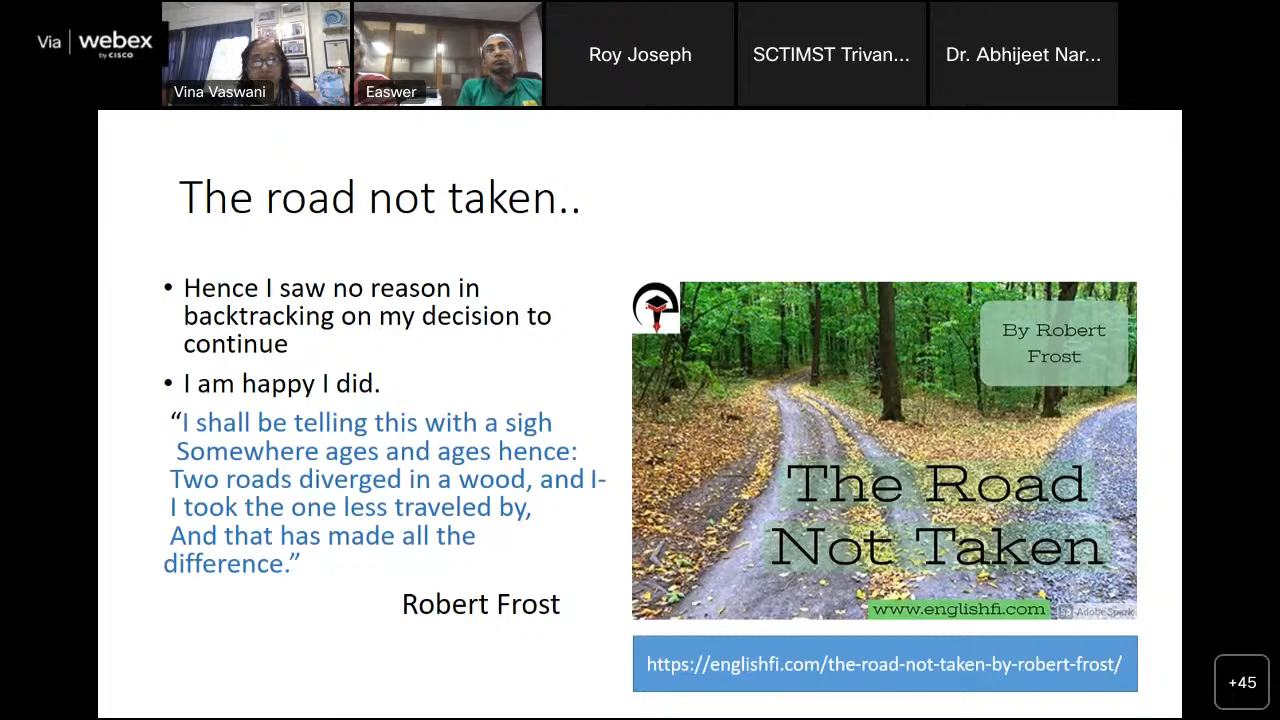 Via
webex
by CISCO
Vina Vaswani
Easwer
Roy Joseph
SCTIMST Trivan...
Dr. Abhijeet Nar...
The road not taken..
• Hence I saw no reason in
backtracking on my decision to
continue
• I am happy I did.
“I shall be telling this with a sigh
Somewhere ages and ages hence:
Two roads diverged in a wood, and I-
I took the one less traveled by,
And that has made all the
difference.”
Robert Frost
By Robert
Frost
The Road
Not Taken
www.englishfi.com
Adobe Spark
https://englishfi.com/the-road-not-taken-by-robert-frost/
+45